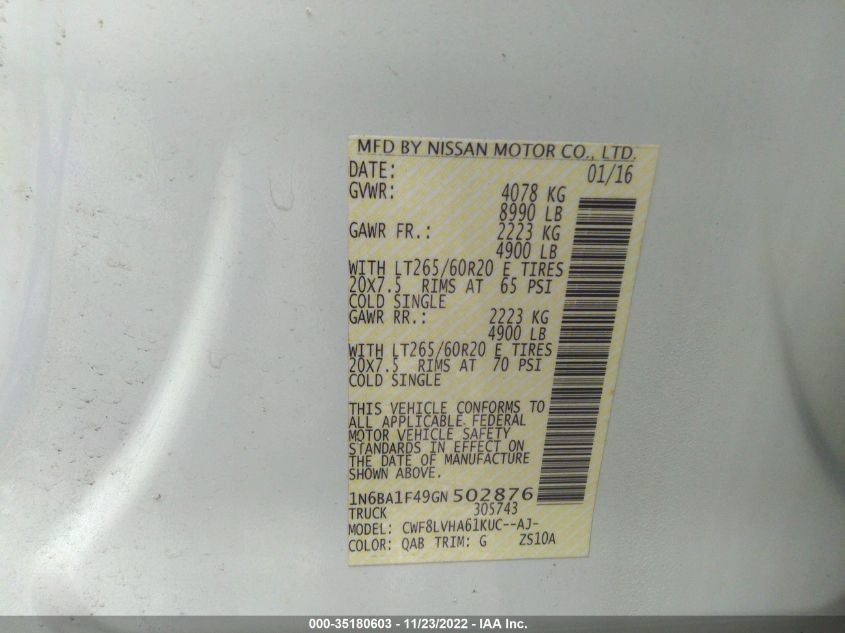 MFD BY NISSAN MOTOR CO., LTD.
DATE: 01/16
GVWR: 4078 KG
8990 LB
GAWR FR.: 2223 KG
4900 LB
WITH LT265/60R20 E TIRES
20X7.5 RIMS AT 65 PSI
COLD SINGLE
GAWR RR.: 2223 KG
4900 LB
WITH LT265/60R20 E TIRES
20X7.5 RIMS AT 70 PSI
COLD SINGLE
THIS VEHICLE CONFORMS TO
ALL APPLICABLE FEDERAL
MOTOR VEHICLE SAFETY
STANDARDS IN EFFECT ON
THE DATE OF MANUFACTURE
SHOWN ABOVE.
1N6BA1F49GN502876
TRUCK 305743
MODEL: CWF8LVHA61KUC--AJ-
COLOR: QAB TRIM: G ZS10A
000-35180603 - 11/23/2022 - IAA Inc.